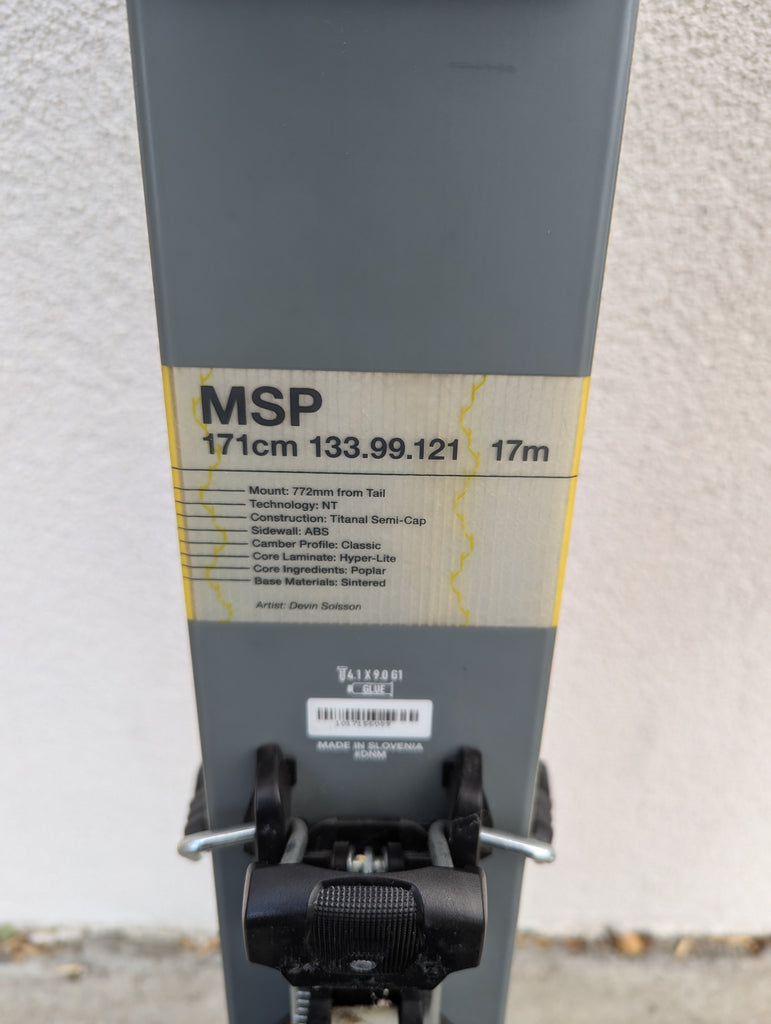 MSP
171cm 133.99.121 17m
Mount: 772mm from Tail
Technology: NT
Construction: Titanal Semi-Cap
Sidewall: ABS
Camber Profile: Classic
Core Laminate: Hyper-Lite
Core Ingredients: Poplar
Base Materials: Sintered
Artist: Devin Solsson
4.1 X 9.0 G1
GLUE
MADE IN SLOVENIA
#DNM